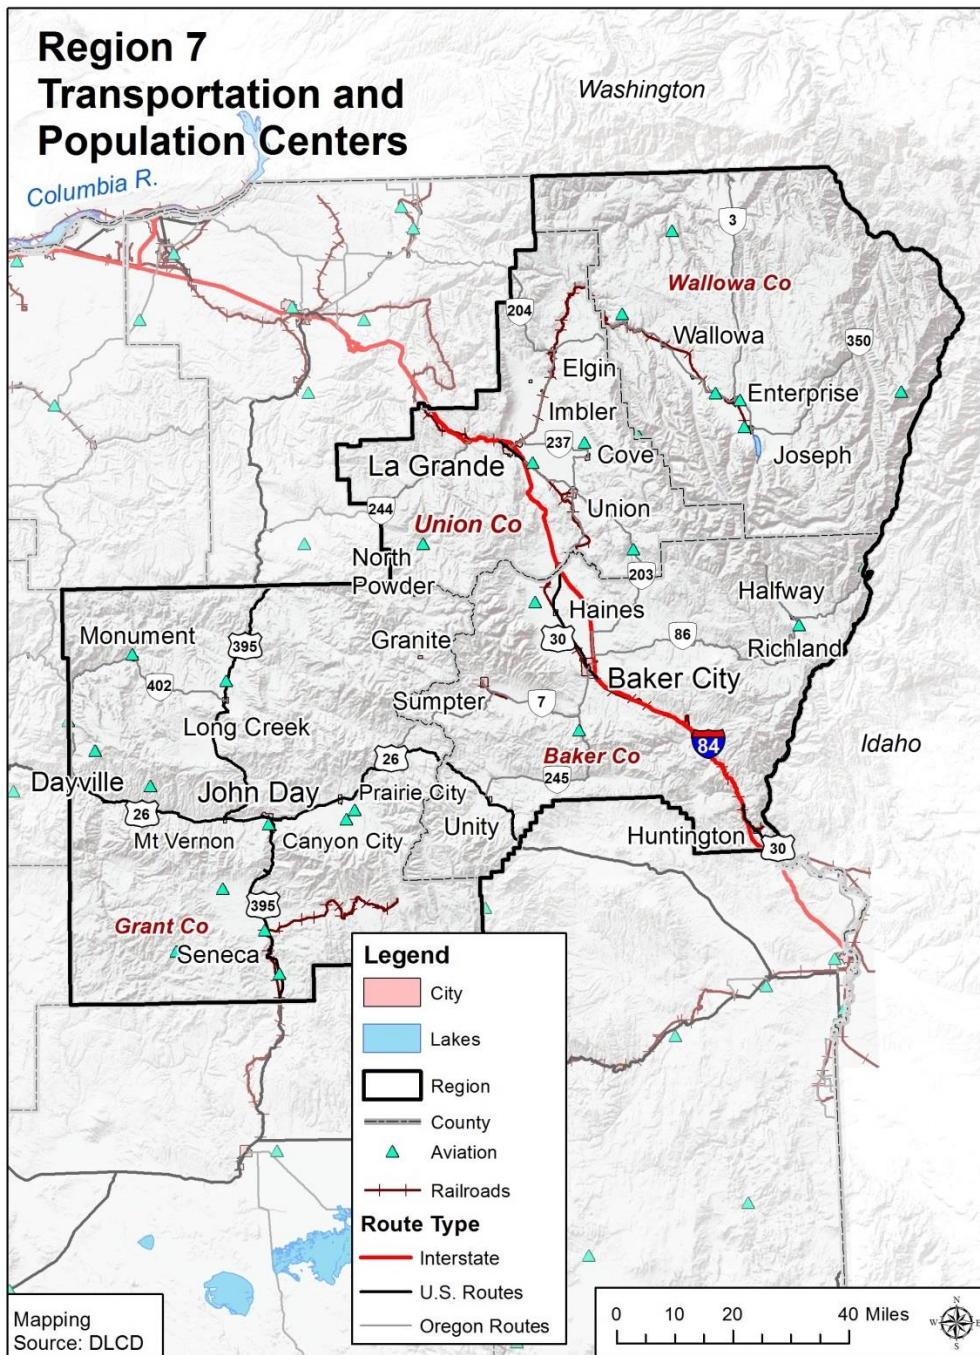 Region 7
Transportation and
Population Centers
Washington
Columbia R.
3
Wallowa Co
204
Wallowa
350
Elgin
Enterprise
Imbler
237
Cove
Joseph
La Grande
244
Union
Union Co
North
Powder
203
Halfway
Haines
Monument
395
Granite
30
86
Richland
402
Baker City
Sumpter
7
Long Creek
84
Idaho
26
Baker Co
245
Dayville
John Day
Prairie City
26
Mt Vernon
Canyon City
Unity
Huntington
30
395
Grant Co
Seneca
Legend
City
Lakes
Region
County
Aviation
Railroads
Route Type
Interstate
U.S. Routes
Oregon Routes
Mapping
Source: DLCD
0 10 20 40 Miles
N
W E
S